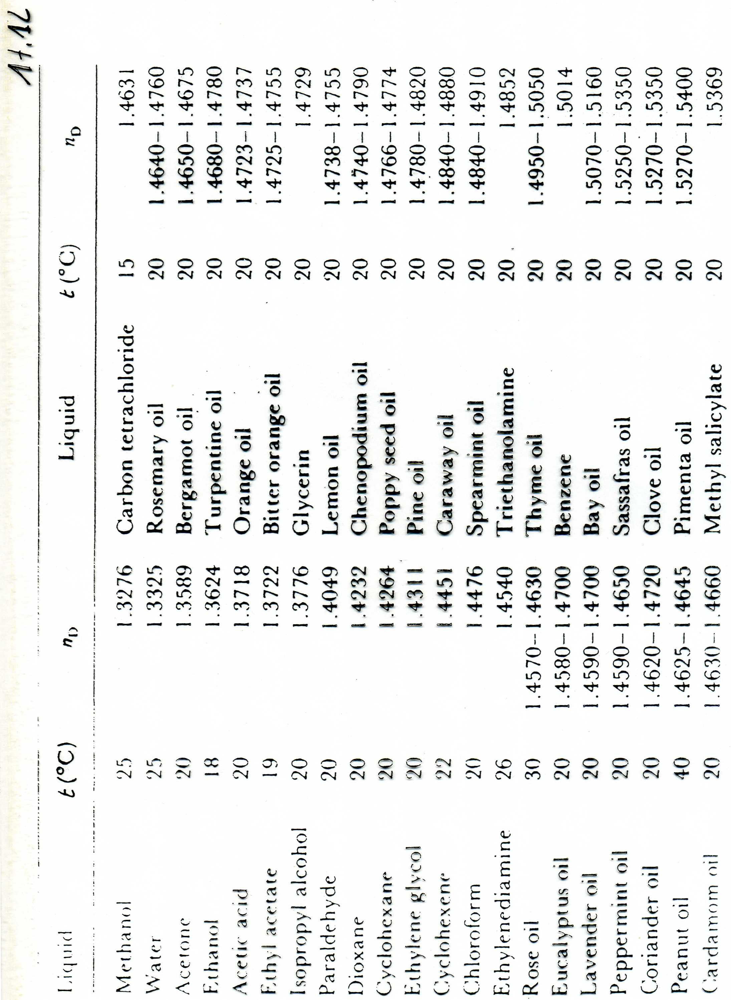 1+.12
Liquid t (°C) n_D Liquid t (°C) n_D
Methanol 25 1.3276 Carbon tetrachloride 15 1.4631
Water 25 1.3325 Rosemary oil 20 1.4640–1.4760
Acetone 20 1.3589 Bergamot oil 20 1.4650–1.4675
Ethanol 18 1.3624 Turpentine oil 20 1.4680–1.4780
Acetic acid 20 1.3718 Orange oil 20 1.4723–1.4737
Ethyl acetate 19 1.3722 Bitter orange oil 20 1.4725–1.4755
Isopropyl alcohol 20 1.3776 Glycerin 20 1.4729
Paraldehyde 20 1.4049 Lemon oil 20 1.4738–1.4755
Dioxane 20 1.4232 Chenopodium oil 20 1.4740–1.4790
Cyclohexane 20 1.4264 Poppy seed oil 20 1.4766–1.4774
Ethylene glycol 20 1.4311 Pine oil 20 1.4780–1.4820
Cyclohexene 22 1.4451 Caraway oil 20 1.4840–1.4880
Chloroform 20 1.4476 Spearmint oil 20 1.4840–1.4910
Ethylenediamine 26 1.4540 Triethanolamine 20 1.4852
Rose oil 30 1.4570–1.4630 Thyme oil 20 1.4950–1.5050
Eucalyptus oil 20 1.4580–1.4700 Benzene 20 1.5014
Lavender oil 20 1.4590–1.4700 Bay oil 20 1.5070–1.5160
Peppermint oil 20 1.4590–1.4650 Sassafras oil 20 1.5250–1.5350
Coriander oil 20 1.4620–1.4720 Clove oil 20 1.5270–1.5350
Peanut oil 40 1.4625–1.4645 Pimenta oil 20 1.5270–1.5400
Cardamom oil 20 1.4630–1.4660 Methyl salicylate 20 1.5369